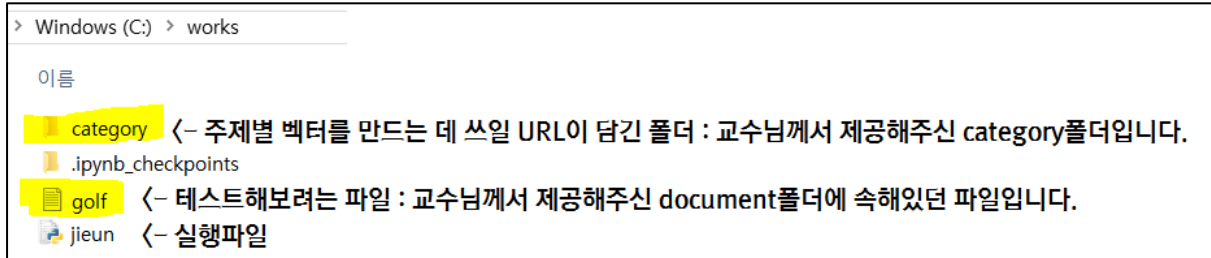 > Windows (C:) > works
이름
category <- 주제별 벡터를 만드는 데 쓰일 URL이 담긴 폴더 : 교수님께서 제공해주신 category폴더입니다.
.ipynb_checkpoints
golf <- 테스트해보려는 파일 : 교수님께서 제공해주신 document폴더에 속해있던 파일입니다.
jieun <- 실행파일